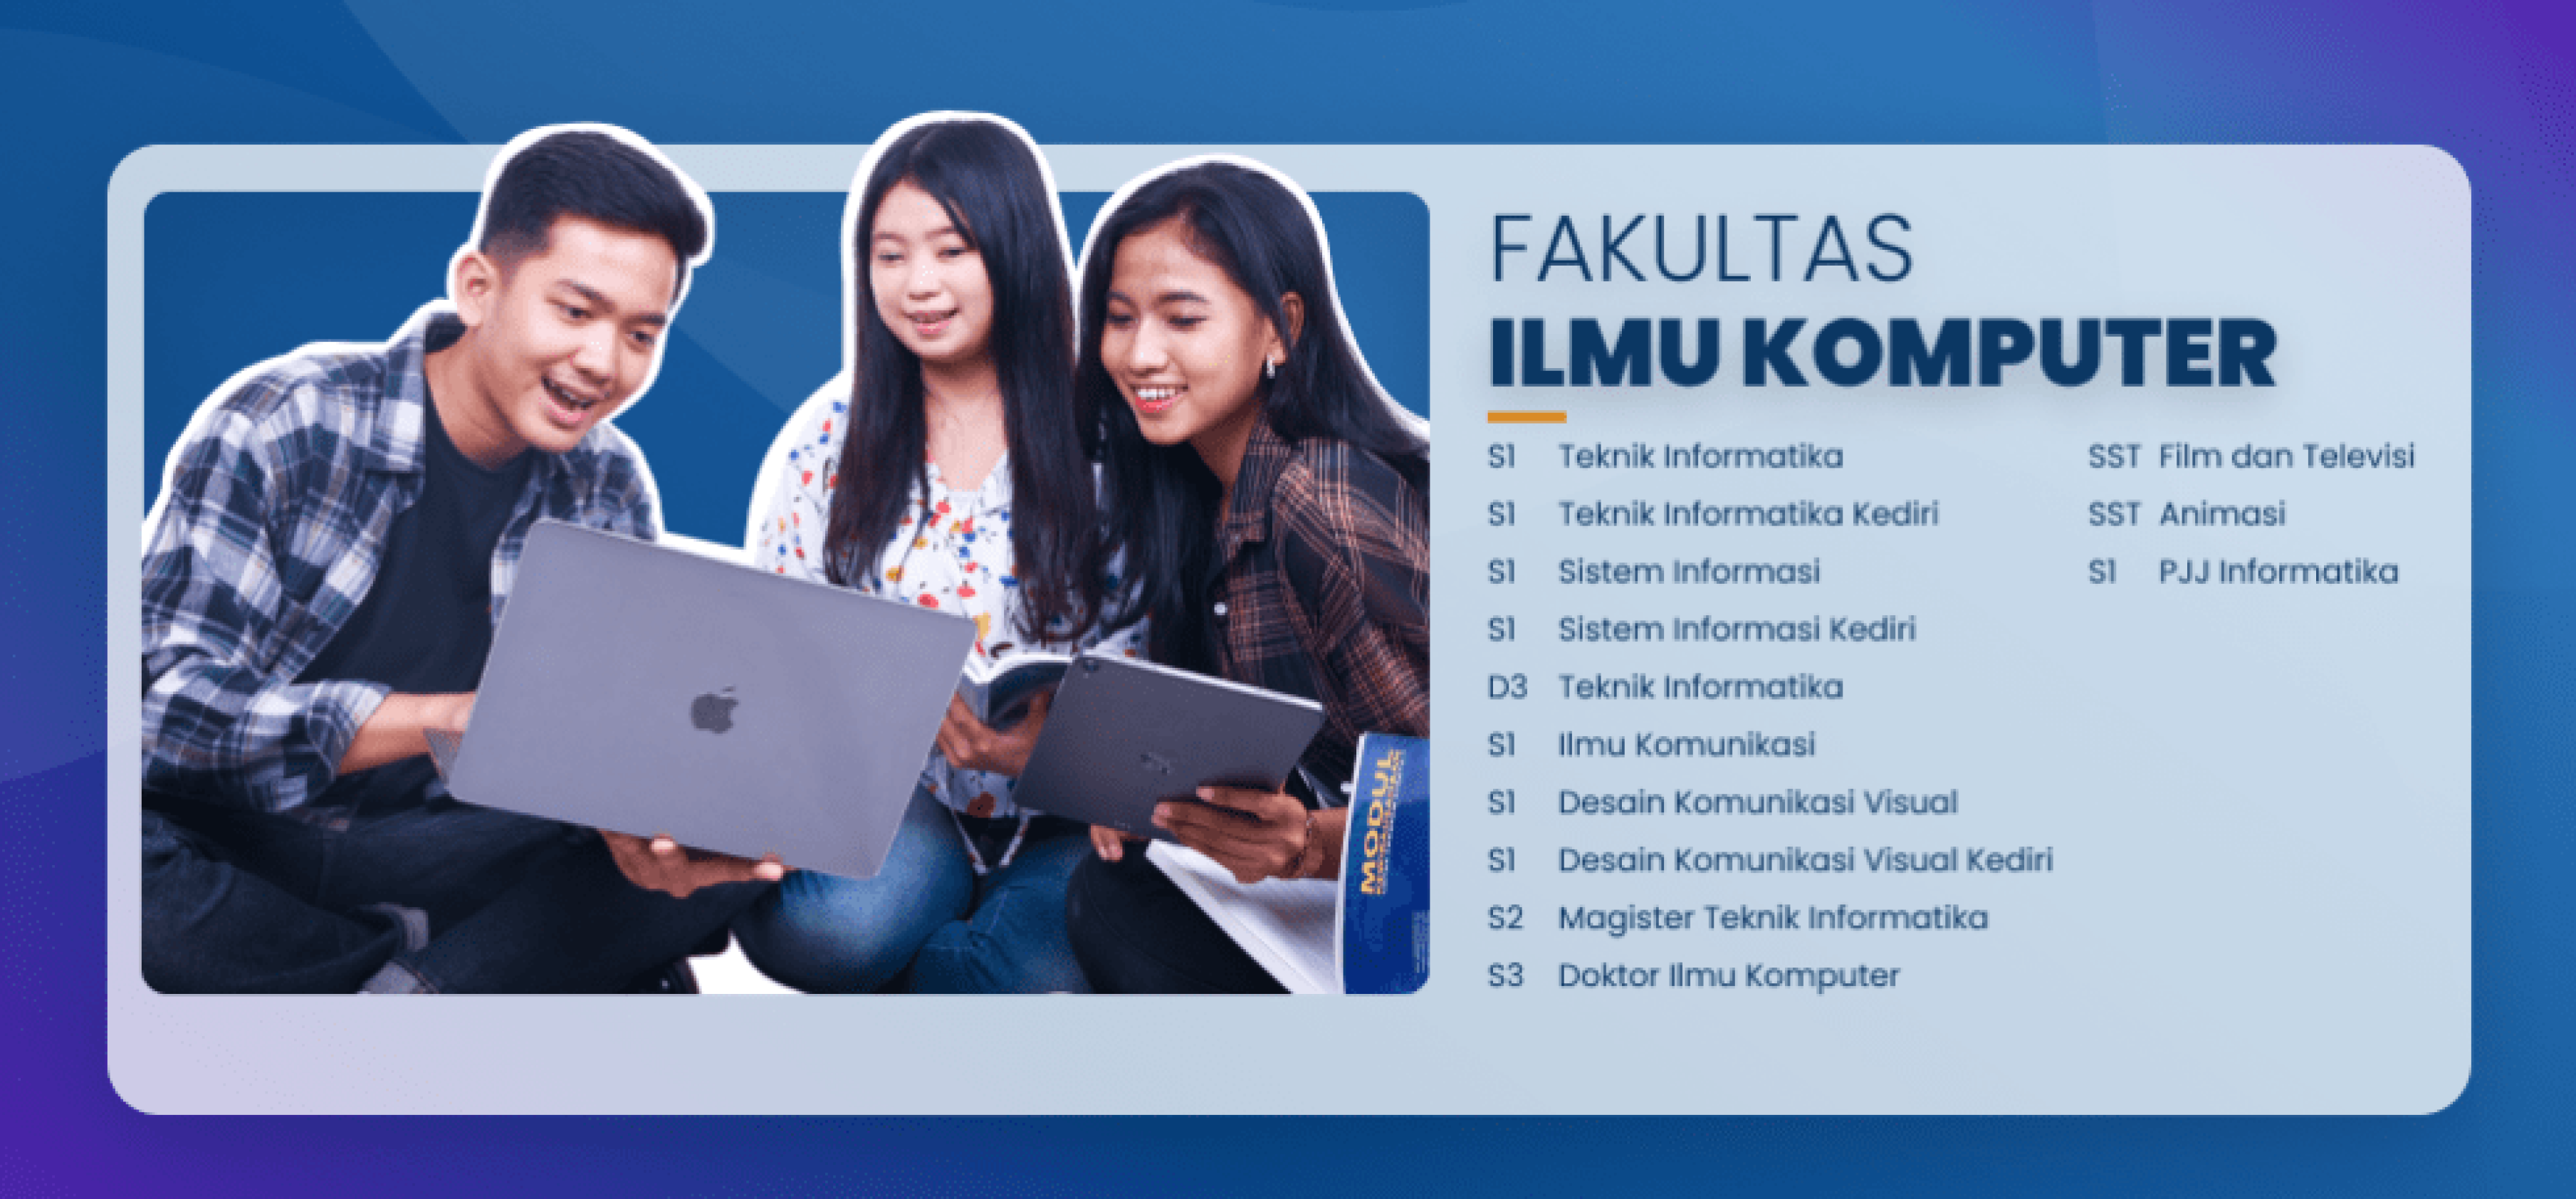 FAKULTAS
ILMU KOMPUTER
S1 Teknik Informatika
S1 Teknik Informatika Kediri
S1 Sistem Informasi
S1 Sistem Informasi Kediri
D3 Teknik Informatika
S1 Ilmu Komunikasi
S1 Desain Komunikasi Visual
S1 Desain Komunikasi Visual Kediri
S2 Magister Teknik Informatika
S3 Doktor Ilmu Komputer
SST Film dan Televisi
SST Animasi
S1 PJJ Informatika
MODUL